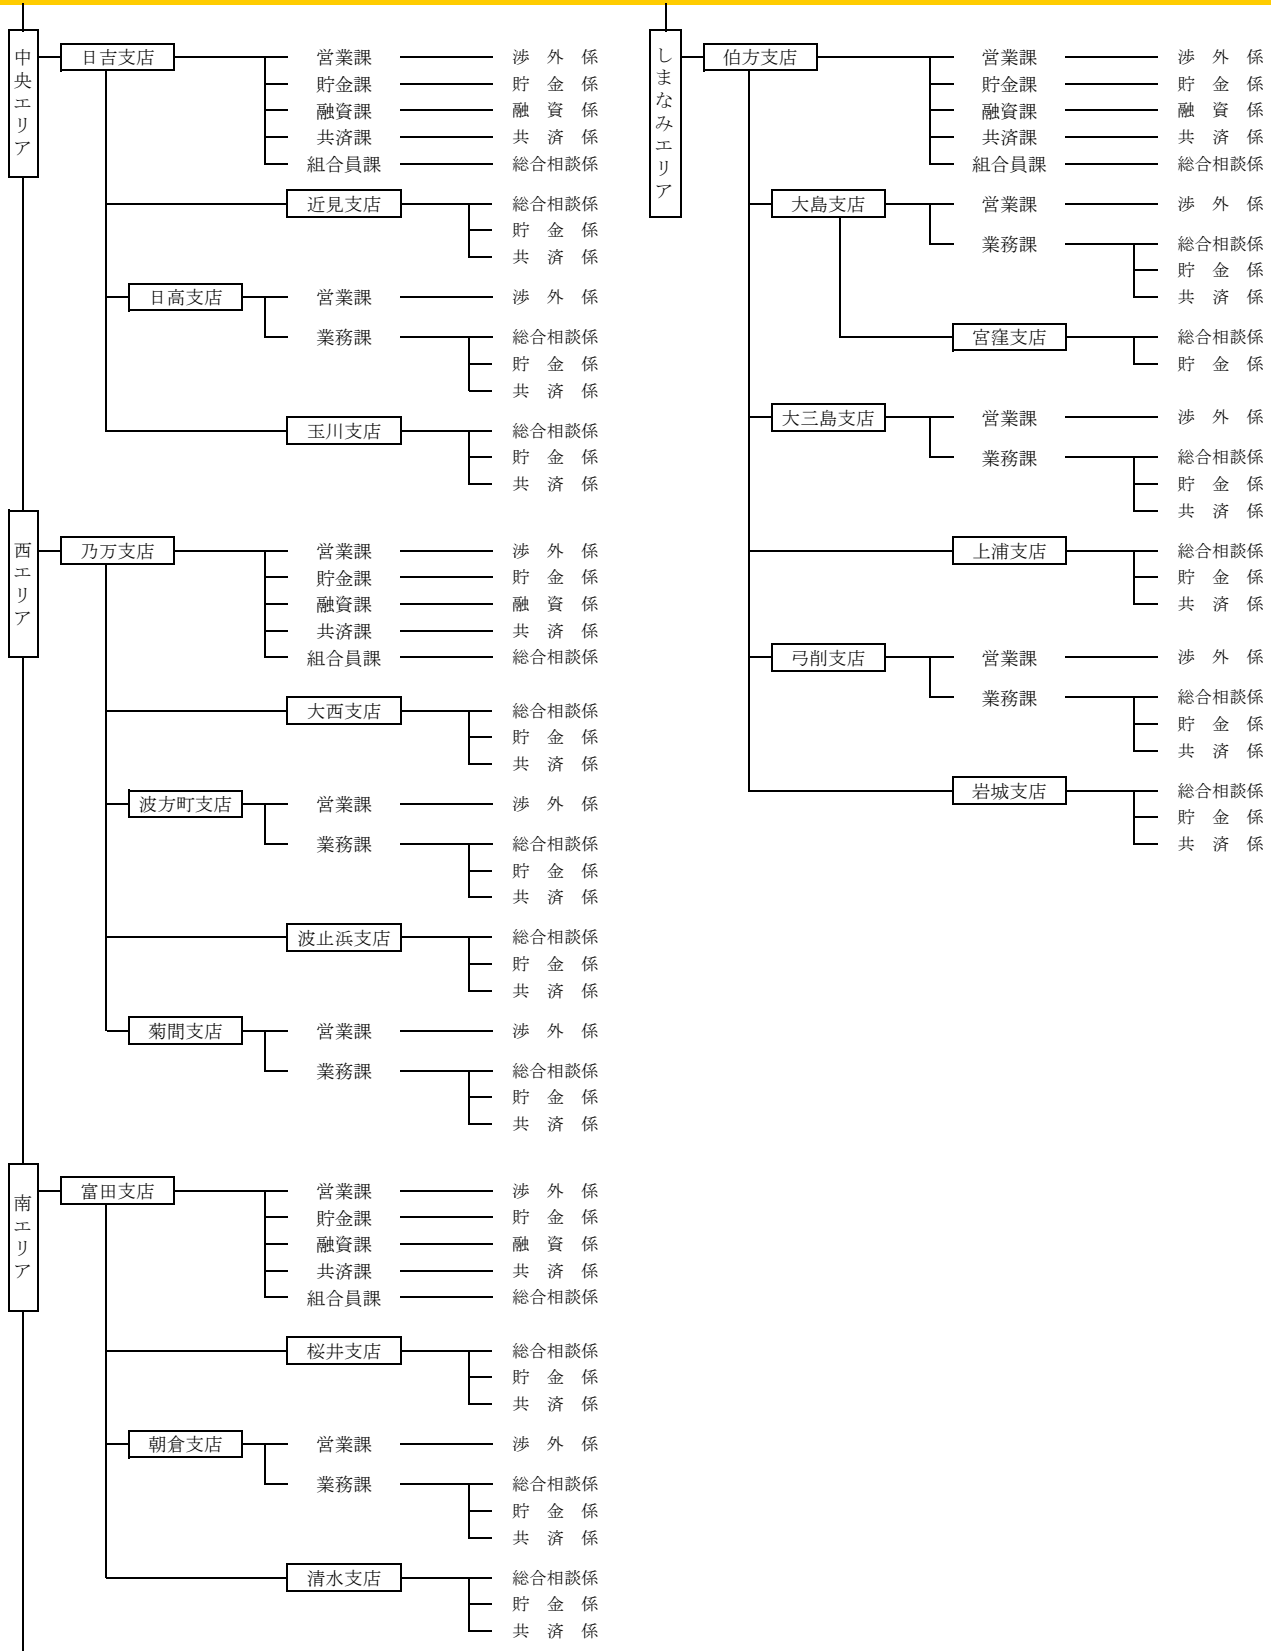 中央エリア
日吉支店 営業課 渉外係
貯金課 貯金係
融資課 融資係
共済課 共済係
組合員課 総合相談係
近見支店 総合相談係
貯金係
共済係
日高支店 営業課 渉外係
業務課 総合相談係
貯金係
共済係
玉川支店 総合相談係
貯金係
共済係
西エリア
乃万支店 営業課 渉外係
貯金課 貯金係
融資課 融資係
共済課 共済係
組合員課 総合相談係
大西支店 総合相談係
貯金係
共済係
波方町支店 営業課 渉外係
業務課 総合相談係
貯金係
共済係
波止浜支店 総合相談係
貯金係
共済係
菊間支店 営業課 渉外係
業務課 総合相談係
貯金係
共済係
南エリア
富田支店 営業課 渉外係
貯金課 貯金係
融資課 融資係
共済課 共済係
組合員課 総合相談係
桜井支店 総合相談係
貯金係
共済係
朝倉支店 営業課 渉外係
業務課 総合相談係
貯金係
共済係
清水支店 総合相談係
貯金係
共済係
しまなみエリア
伯方支店 営業課 渉外係
貯金課 貯金係
融資課 融資係
共済課 共済係
組合員課 総合相談係
大島支店 営業課 渉外係
業務課 総合相談係
貯金係
共済係
宮窪支店 総合相談係
貯金係
大三島支店 営業課 渉外係
業務課 総合相談係
貯金係
共済係
上浦支店 総合相談係
貯金係
共済係
弓削支店 営業課 渉外係
業務課 総合相談係
貯金係
共済係
岩城支店 総合相談係
貯金係
共済係